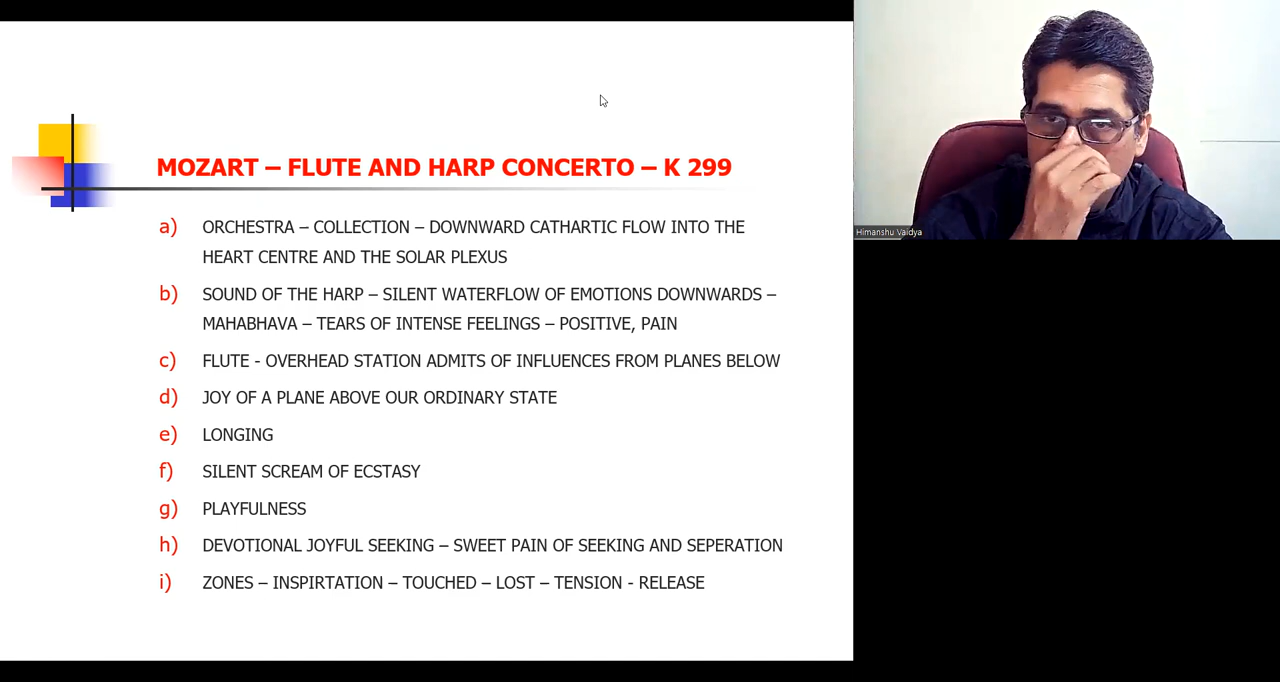 MOZART – FLUTE AND HARP CONCERTO – K 299
a) ORCHESTRA – COLLECTION – DOWNWARD CATHARTIC FLOW INTO THE
HEART CENTRE AND THE SOLAR PLEXUS
b) SOUND OF THE HARP – SILENT WATERFLOW OF EMOTIONS DOWNWARDS –
MAHABHAVA – TEARS OF INTENSE FEELINGS – POSITIVE, PAIN
c) FLUTE - OVERHEAD STATION ADMITS OF INFLUENCES FROM PLANES BELOW
d) JOY OF A PLANE ABOVE OUR ORDINARY STATE
e) LONGING
f) SILENT SCREAM OF ECSTASY
g) PLAYFULNESS
h) DEVOTIONAL JOYFUL SEEKING – SWEET PAIN OF SEEKING AND SEPERATION
i) ZONES – INSPIRTATION – TOUCHED – LOST – TENSION - RELEASE
Himanshu Vaidya